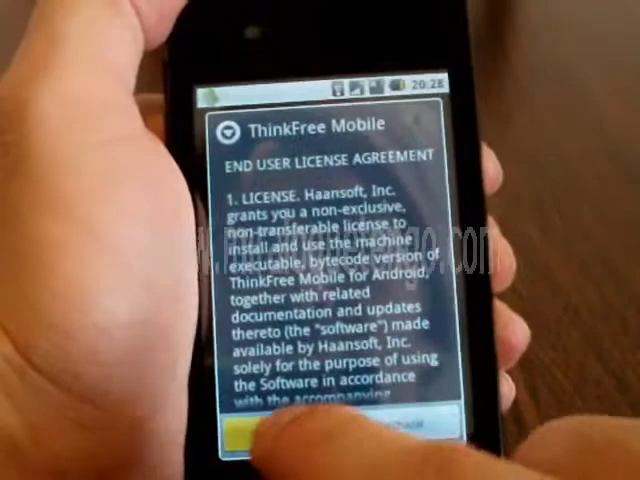 20:28
ThinkFree Mobile
END USER LICENSE AGREEMENT
1. LICENSE. Haansoft, Inc.
grants you a non-exclusive,
non-transferable license to
install and use the machine
executable, bytecode version of
ThinkFree Mobile for Android,
together with related
documentation and updates
thereto (the "software") made
available by Haansoft, Inc.
solely for the purpose of using
the Software in accordance
with the accompanying